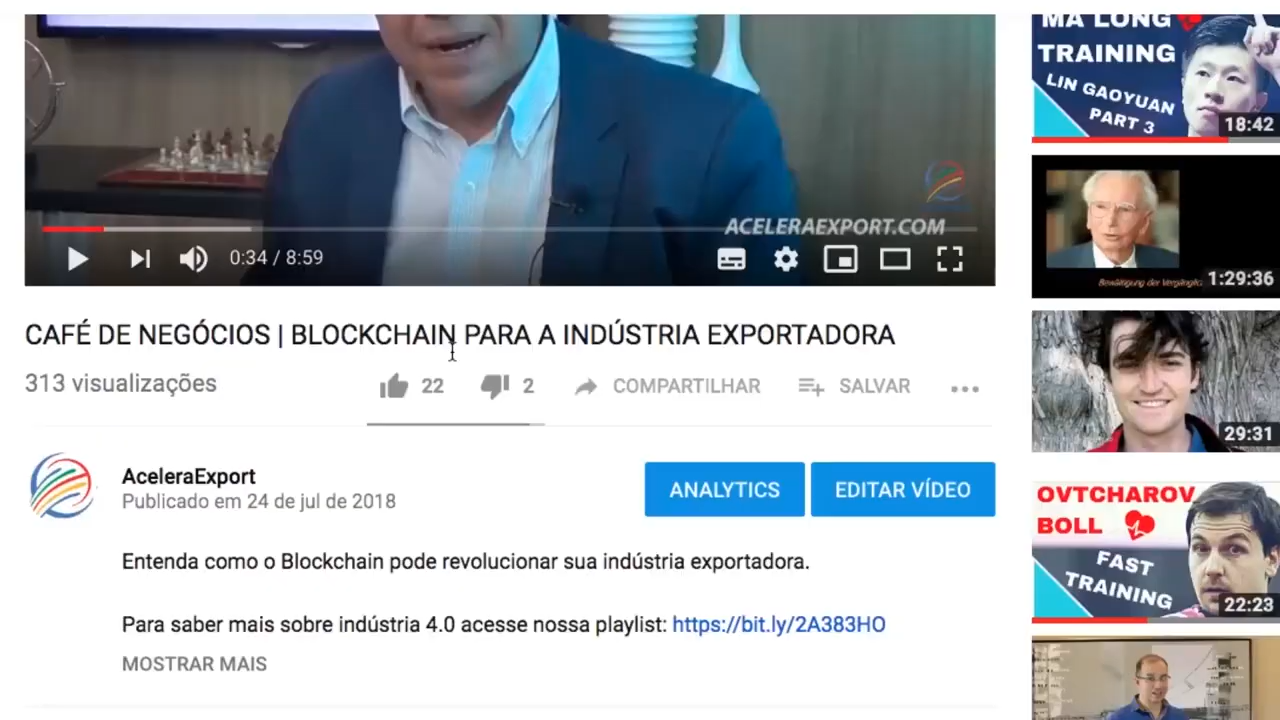 ACELERAEXPORT.COM
0:34 / 8:59
CAFÉ DE NEGÓCIOS | BLOCKCHAIN PARA A INDÚSTRIA EXPORTADORA
313 visualizações
22
2
COMPARTILHAR
SALVAR
AceleraExport
Publicado em 24 de jul de 2018
ANALYTICS
EDITAR VÍDEO
Entenda como o Blockchain pode revolucionar sua indústria exportadora.
Para saber mais sobre indústria 4.0 acesse nossa playlist: https://bit.ly/2A383HO
MOSTRAR MAIS
MA LONG
TRAINING
LIN GAOYUAN
PART 3
18:42
1:29:36
29:31
OVTCHAROV
BOLL
FAST
TRAINING
22:23